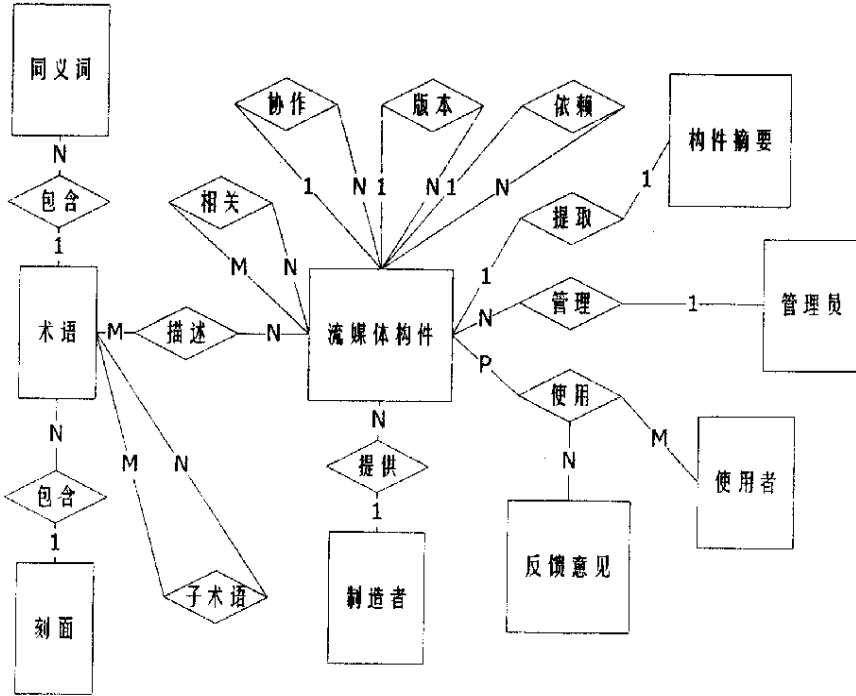 同义词
N
包含
1
术语
M
描述
N
N
包含
1
刻面
M
N
子术语
相关
M
N
协作
1
N
版本
1
N
依赖
1
N
流媒体构件
1
提取
1
构件摘要
N
管理
1
管理员
P
使用
M
使用者
N
反馈意见
N
提供
1
制造者